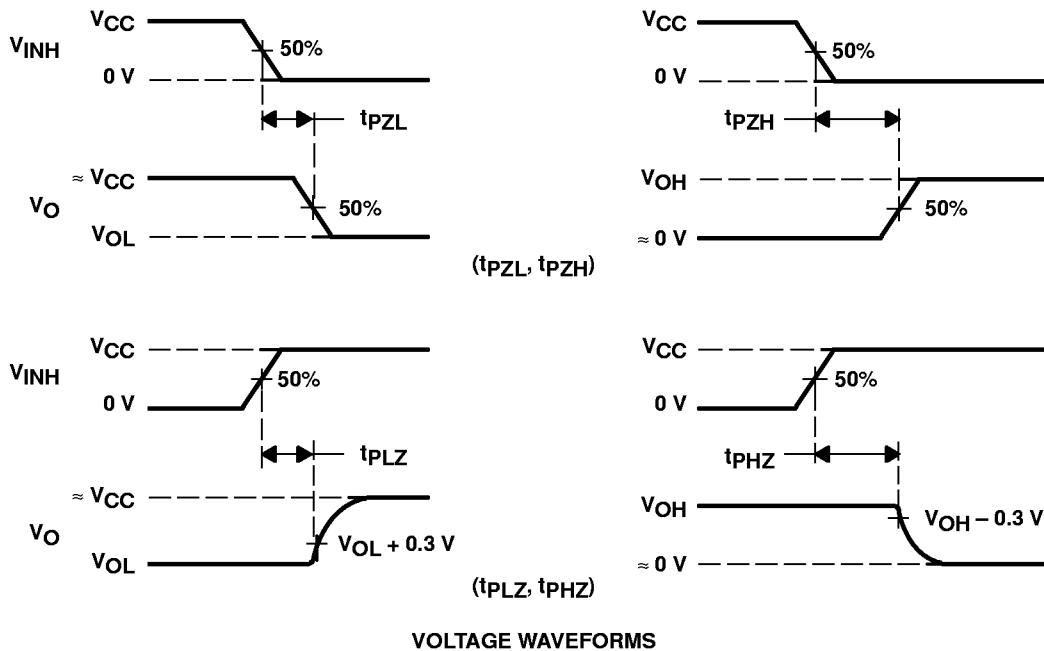 VCC
VINH
50%
0 V
tPZL
≈ VCC
VO
50%
VOL
VCC
50%
0 V
tPZH
VOH
50%
≈ 0 V
(tPZL, tPZH)
VCC
VINH
50%
0 V
tPLZ
≈ VCC
VO
VOL + 0.3 V
VOL
VCC
50%
0 V
tPHZ
VOH
VOH – 0.3 V
≈ 0 V
(tPLZ, tPHZ)
VOLTAGE WAVEFORMS